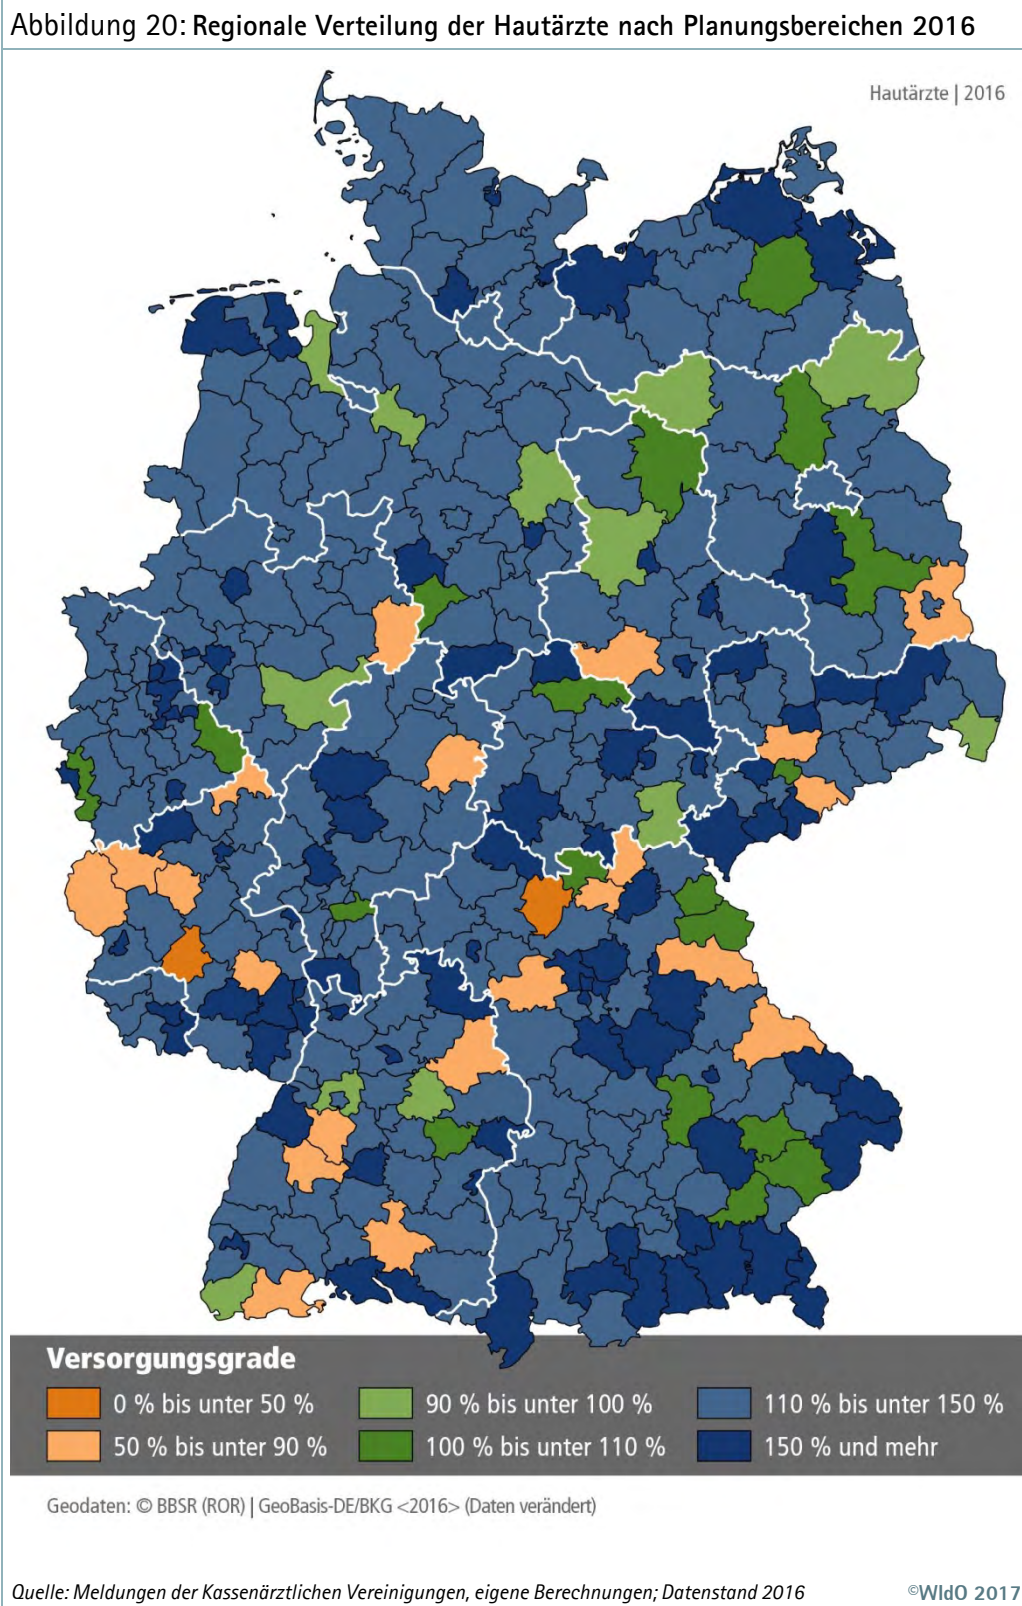 Abbildung 20: Regionale Verteilung der Hautärzte nach Planungsbereichen 2016
Hautärzte | 2016
Versorgungsgrade
0 % bis unter 50 %
90 % bis unter 100 %
110 % bis unter 150 %
50 % bis unter 90 %
100 % bis unter 110 %
150 % und mehr
Geodaten: © BBSR (ROR) | GeoBasis-DE/BKG <2016> (Daten verändert)
Quelle: Meldungen der Kassenärztlichen Vereinigungen, eigene Berechnungen; Datenstand 2016
©WIdO 2017